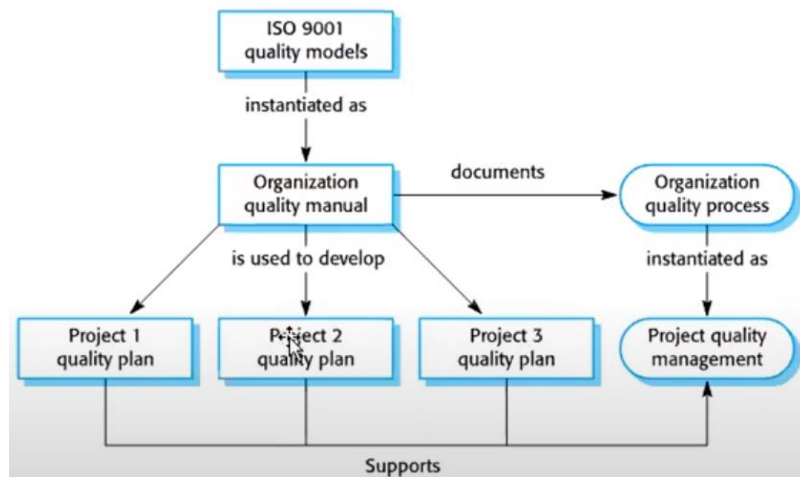 ISO 9001
quality models
instantiated as
Organization
quality manual
documents
Organization
quality process
is used to develop
instantiated as
Project 1
quality plan
Project 2
quality plan
Project 3
quality plan
Project quality
management
Supports